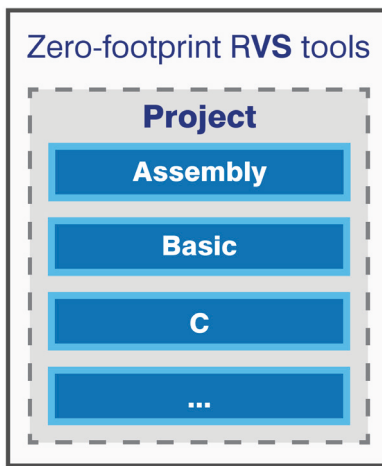 Zero-footprint RVS tools
Project
Assembly
Basic
C
...